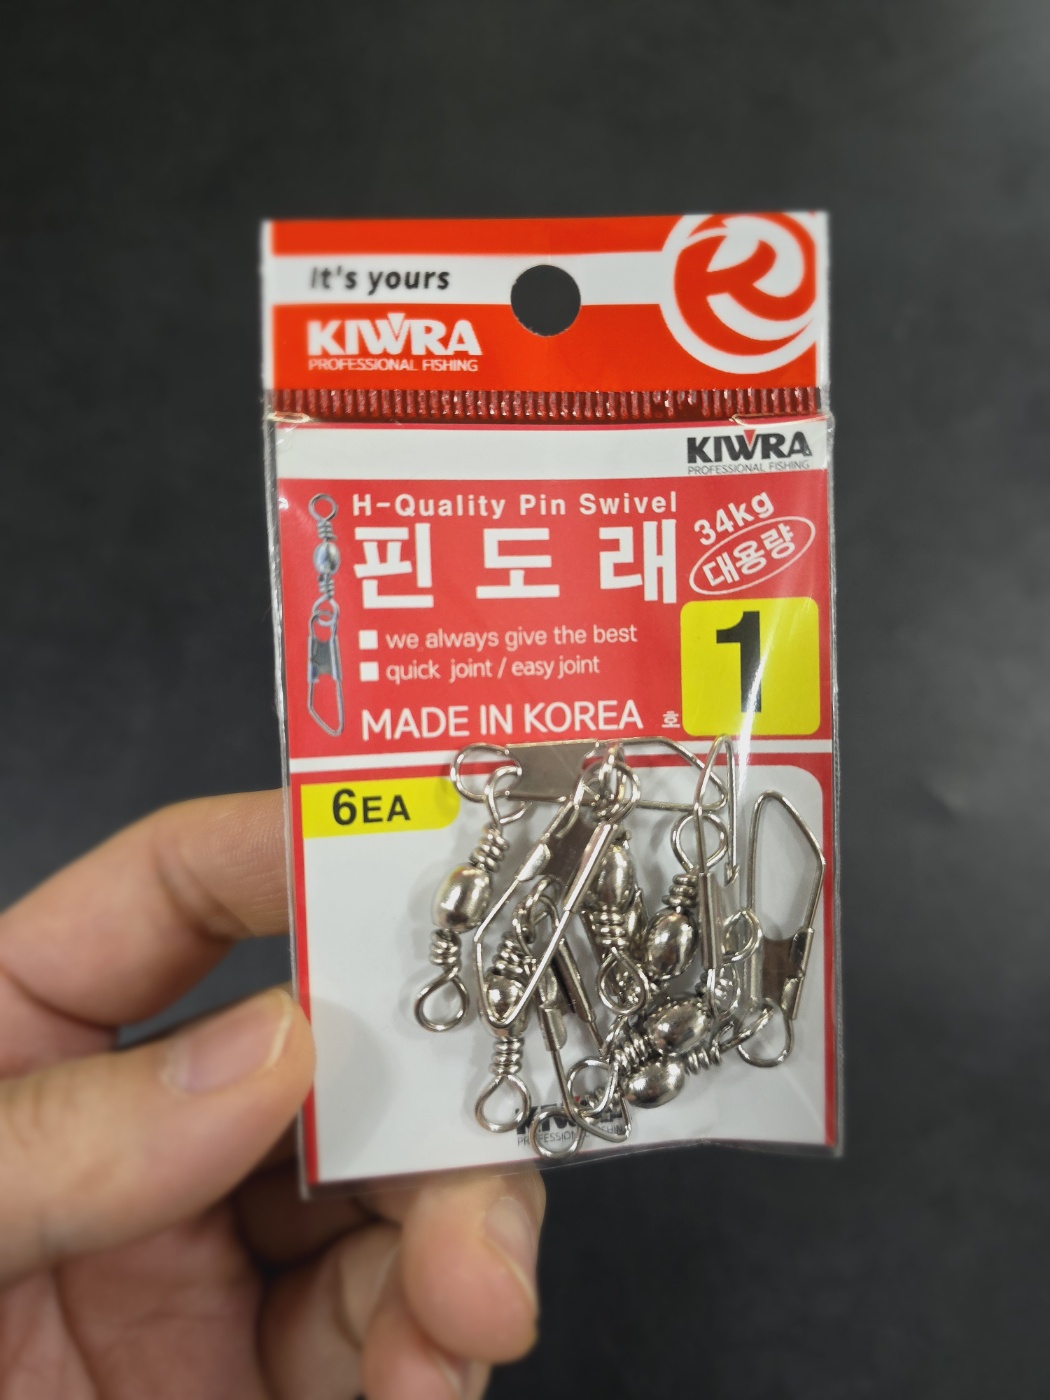 It's yours
KIWRA
PROFESSIONAL FISHING
KIWRA
PROFESSIONAL FISHING
H-Quality Pin Swivel
핀 도 래
34kg
대용량
we always give the best
quick joint / easy joint
MADE IN KOREA
호
1
6EA